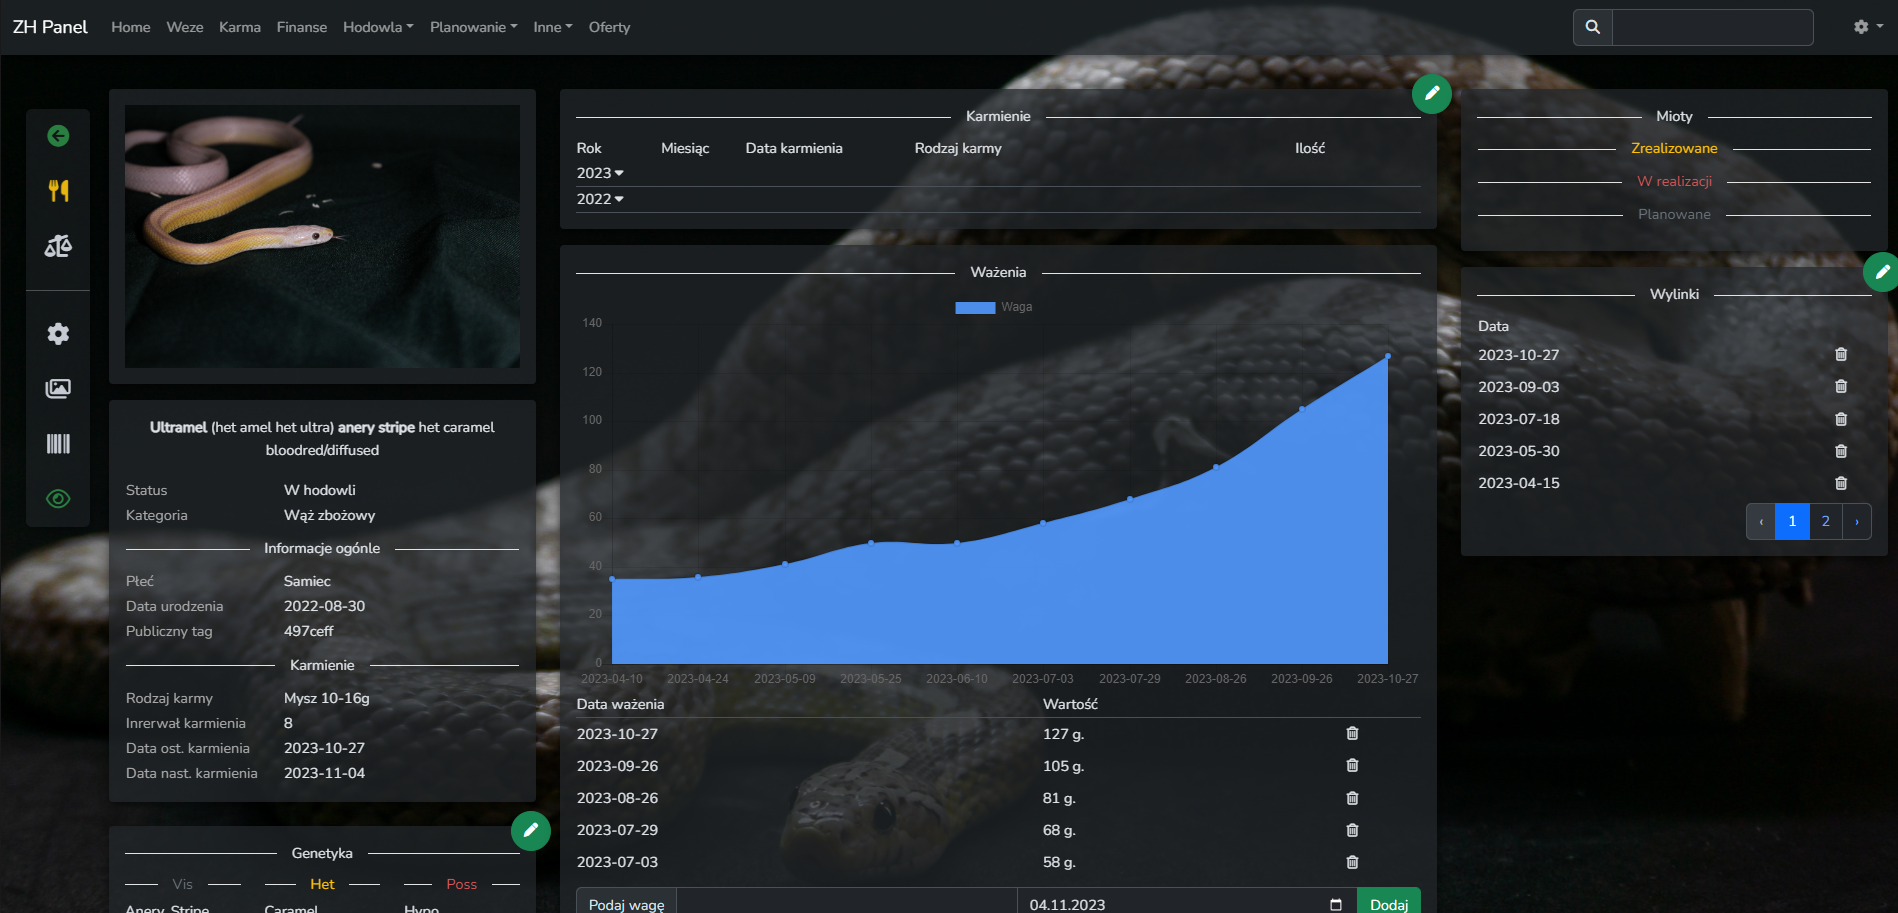 ZH Panel Home Weze Karma Finanse Hodowla Planowanie Inne Oferty
Ultramel (het amel het ultra) anery stripe het caramel
bloodred/diffused
Status W hodowli
Kategoria Wąż zbożowy
Informacje ogólnle
Płeć Samiec
Data urodzenia 2022-08-30
Publiczny tag 497ceff
Karmienie
Rodzaj karmy Mysz 10-16g
Inrerwał karmienia 8
Data ost. karmienia 2023-10-27
Data nast. karmienia 2023-11-04
Genetyka
Vis Het Poss
Anery, Stripe Caramel Hypo
Karmienie
Rok Miesiąc Data karmienia Rodzaj karmy Ilość
2023
2022
Ważenia
Waga
140
120
100
80
60
40
20
0
2023-04-10 2023-04-24 2023-05-09 2023-05-25 2023-06-10 2023-07-03 2023-07-29 2023-08-26 2023-09-26 2023-10-27
Data ważenia Wartość
2023-10-27 127 g.
2023-09-26 105 g.
2023-08-26 81 g.
2023-07-29 68 g.
2023-07-03 58 g.
Podaj wagę 04.11.2023 Dodaj
Mioty
Zrealizowane
W realizacji
Planowane
Wylinki
Data
2023-10-27
2023-09-03
2023-07-18
2023-05-30
2023-04-15
‹ 1 2 ›